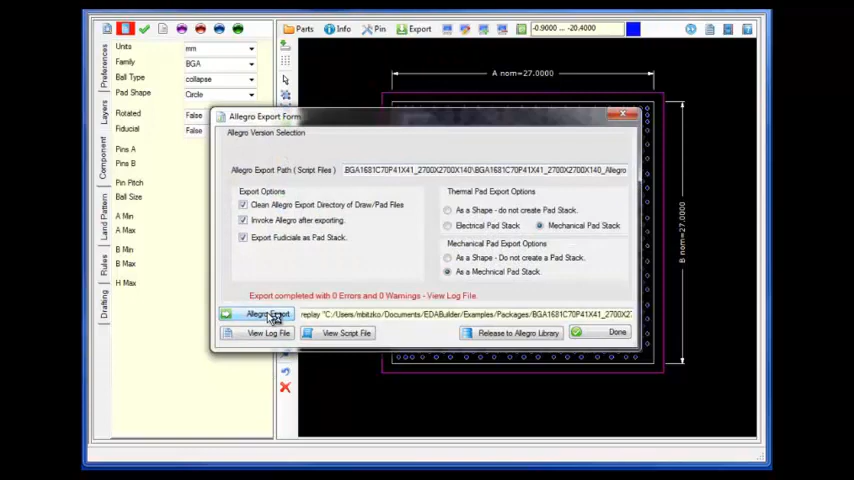 Parts Info Pin Export -0.9000 ... -20.4000
Preferences
Layers
Component
Land Pattern
Rules
Drafting
Units mm
Family BGA
Ball Type collapse
Pad Shape Circle
Rotated False
Fiducial False
Pins A
Pins B
Pin Pitch
Ball Size
A Min
A Max
B Min
B Max
H Max
A nom=27.0000
B nom=27.0000
Allegro Export Form
Allegro Version Selection
Allegro Export Path ( Script Files ) .BGA1681C70P41X41_2700X2700X140\BGA1681C70P41X41_2700X2700X140_Allegro
Export Options
Clean Allegro Export Directory of Draw/Pad Files
Invoke Allegro after exporting.
Export Fudicials as Pad Stack.
Thermal Pad Export Options
As a Shape - do not create Pad Stack.
Electrical Pad Stack Mechanical Pad Stack
Mechanical Pad Export Options
As a Shape - Do not create a Pad Stack.
As a Mechnical Pad Stack.
Export completed with 0 Errors and 0 Warnings - View Log File.
Allegro Export replay "C:/Users/mbitzko/Documents/EDABuilder/Examples/Packages/BGA1681C70P41X41_2700X27
View Log File View Script File Release to Allegro Library Done